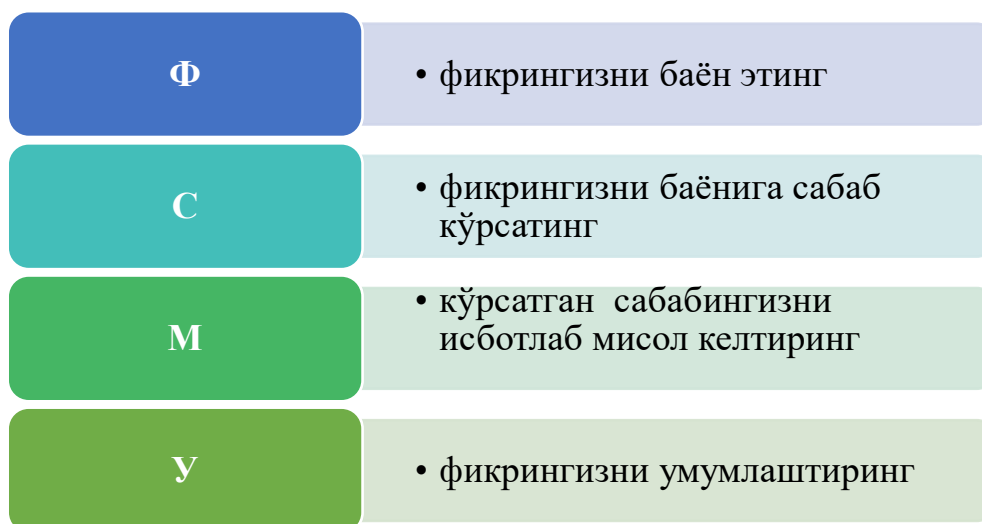 Ф
• фикрингизни баён этинг
С
• фикрингизни баёнига сабаб
кўрсатинг
М
• кўрсатган сабабингизни
исботлаб мисол келтиринг
У
• фикрингизни умумлаштиринг